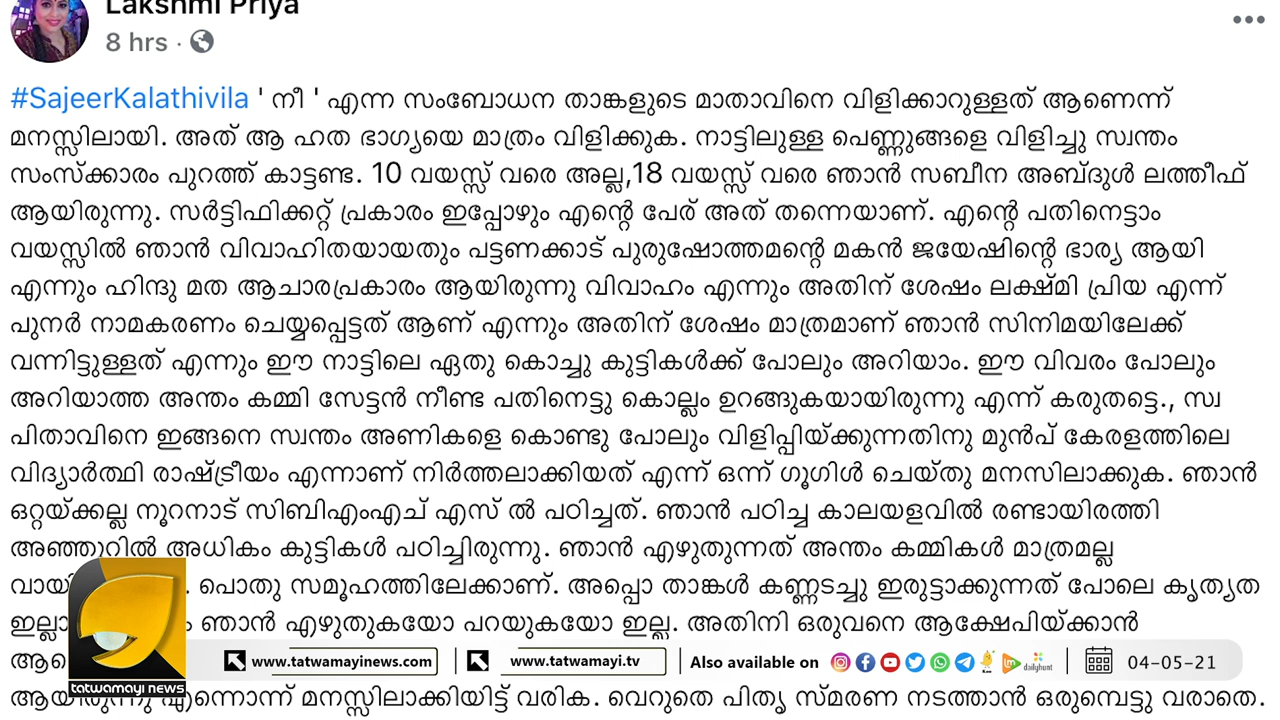 Lakshmi Priya
8 hrs ·
#SajeerKalathivila ' നീ ' എന്ന സംബോധന താങ്കളുടെ മാതാവിനെ വിളിക്കാറുള്ളത് ആണെന്ന്
മനസ്സിലായി. അത് ആ ഹത ഭാഗ്യയെ മാത്രം വിളിക്കുക. നാട്ടിലുള്ള പെണ്ണുങ്ങളെ വിളിച്ചു സ്വന്തം
സംസ്ക്കാരം പുറത്ത് കാട്ടണ്ട. 10 വയസ്സ് വരെ അല്ല,18 വയസ്സ് വരെ ഞാൻ സബീന അബ്ദുൾ ലത്തീഫ്
ആയിരുന്നു. സർട്ടിഫിക്കറ്റ് പ്രകാരം ഇപ്പോഴും എന്റെ പേര് അത് തന്നെയാണ്. എന്റെ പതിനെട്ടാം
വയസ്സിൽ ഞാൻ വിവാഹിതയായതും പട്ടണക്കാട് പുരുഷോത്തമന്റെ മകൻ ജയേഷിന്റെ ഭാര്യ ആയി
എന്നും ഹിന്ദു മത ആചാരപ്രകാരം ആയിരുന്നു വിവാഹം എന്നും അതിന് ശേഷം ലക്ഷ്മി പ്രിയ എന്ന്
പുനർ നാമകരണം ചെയ്യപ്പെട്ടത് ആണ് എന്നും അതിന് ശേഷം മാത്രമാണ് ഞാൻ സിനിമയിലേക്ക്
വന്നിട്ടുള്ളത് എന്നും ഈ നാട്ടിലെ ഏതു കൊച്ചു കുട്ടികൾക്ക് പോലും അറിയാം. ഈ വിവരം പോലും
അറിയാത്ത അന്തം കമ്മി സേട്ടൻ നീണ്ട പതിനെട്ടു കൊല്ലം ഉറങ്ങുകയായിരുന്നു എന്ന് കരുതട്ടെ., സ്വ
പിതാവിനെ ഇങ്ങനെ സ്വന്തം അണികളെ കൊണ്ടു പോലും വിളിപ്പിയ്ക്കുന്നതിനു മുൻപ് കേരളത്തിലെ
വിദ്യാർത്ഥി രാഷ്ട്രീയം എന്നാണ് നിർത്തലാക്കിയത് എന്ന് ഒന്ന് ഗൂഗിൾ ചെയ്തു മനസിലാക്കുക. ഞാൻ
ഒറ്റയ്ക്കല്ല നൂറനാട് സിബിഎംഎച് എസ് ൽ പഠിച്ചത്. ഞാൻ പഠിച്ച കാലയളവിൽ രണ്ടായിരത്തി
അഞ്ഞൂറിൽ അധികം കുട്ടികൾ പഠിച്ചിരുന്നു. ഞാൻ എഴുതുന്നത് അന്തം കമ്മികൾ മാത്രമല്ല
പൊതു സമൂഹത്തിലേക്കാണ്. അപ്പൊ താങ്കൾ കണ്ണടച്ചു ഇരുട്ടാക്കുന്നത് പോലെ കൃത്യത
ഞാൻ എഴുതുകയോ പറയുകയോ ഇല്ല. അതിനി ഒരുവനെ ആക്ഷേപിയ്ക്കാൻ
ആയിരുന്നു എന്നൊന്ന് മനസ്സിലാക്കിയിട്ട് വരിക. വെറുതെ പിതൃ സ്മരണ നടത്താൻ ഒരുമ്പെട്ടു വരാതെ.
tatwamayi news
www.tatwamayinews.com
www.tatwamayi.tv
Also available on
dailyhunt
04-05-21